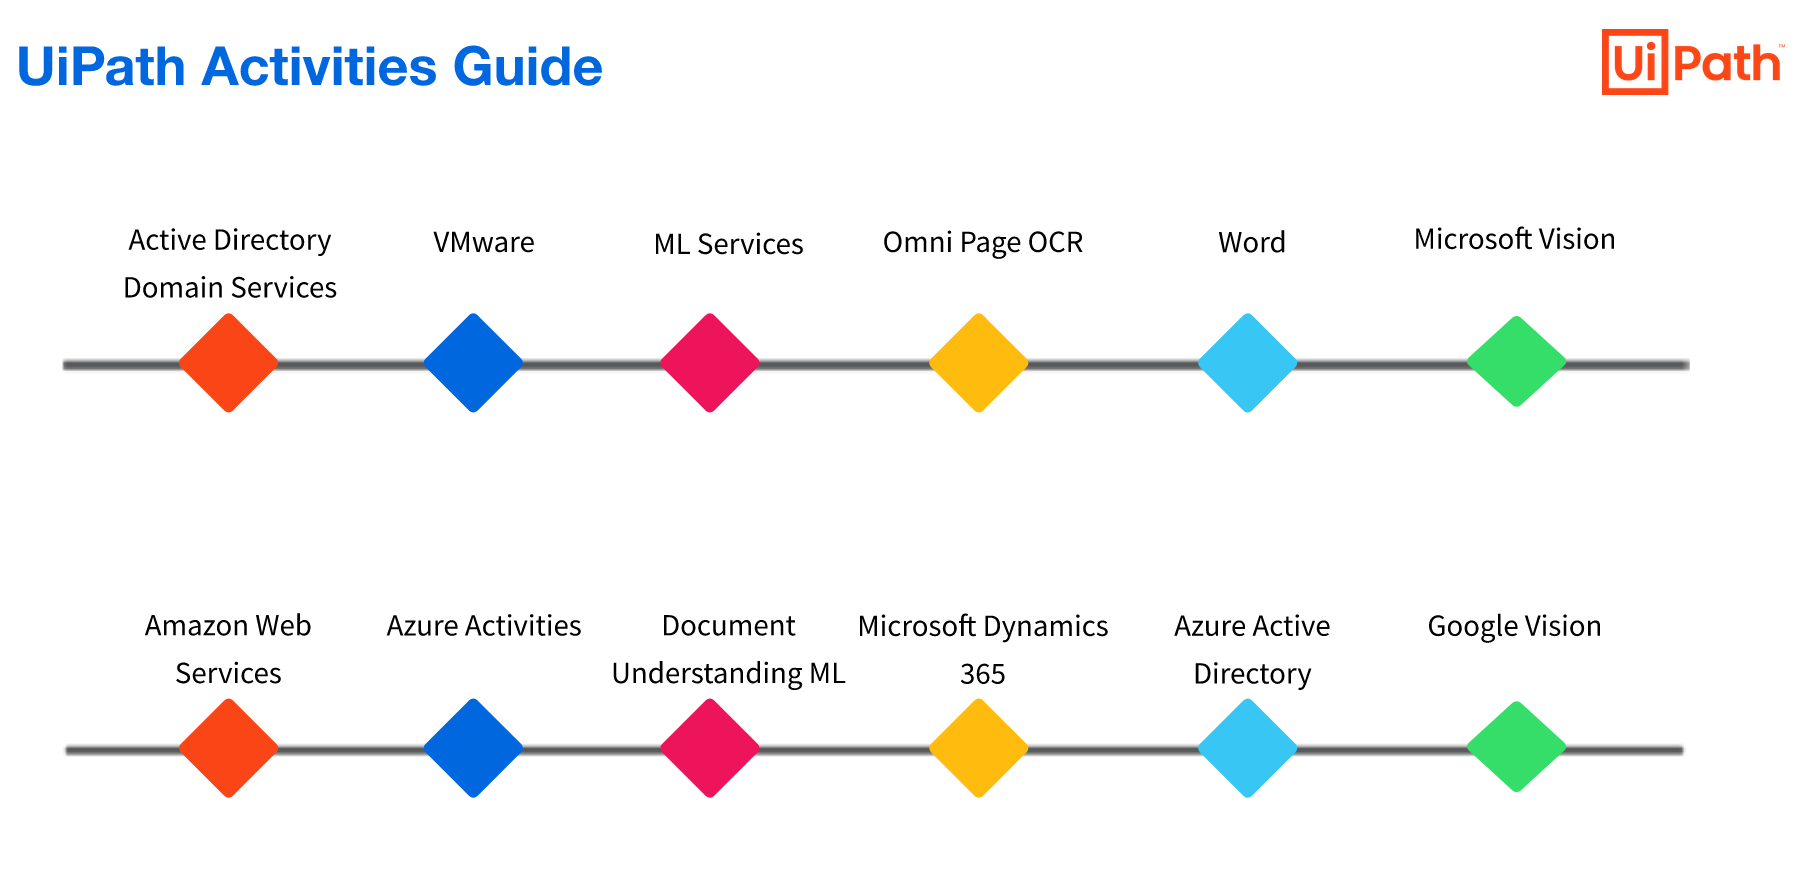 UiPath Activities Guide
UiPath™
Active Directory
Domain Services
VMware
ML Services
Omni Page OCR
Word
Microsoft Vision
Amazon Web
Services
Azure Activities
Document
Understanding ML
Microsoft Dynamics
365
Azure Active
Directory
Google Vision